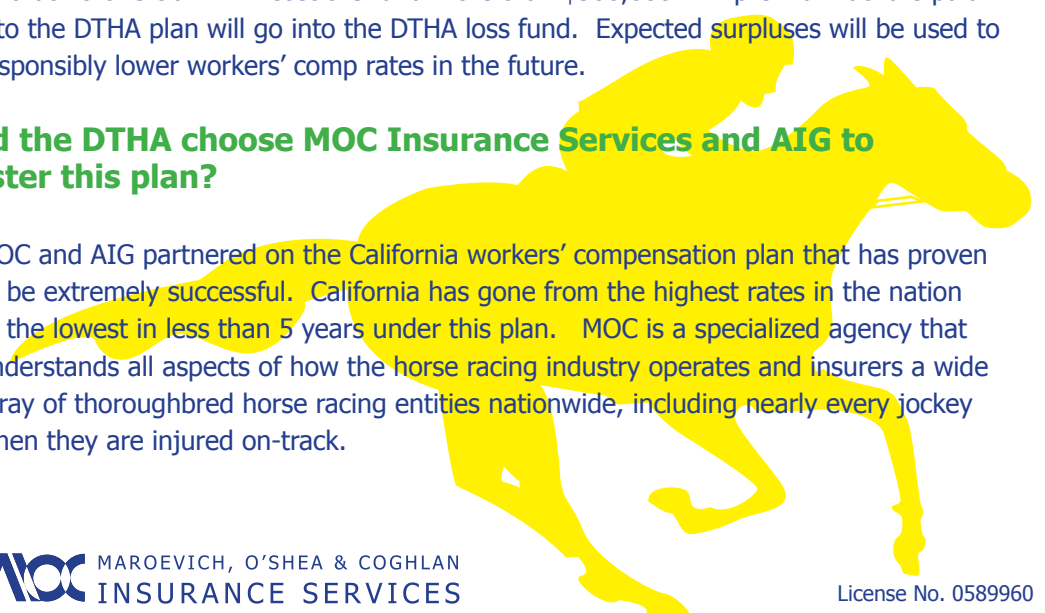 to the DTHA plan will go into the DTHA loss fund.  Expected surpluses will be used to
sponsibly lower workers’ comp rates in the future.
d the DTHA choose MOC Insurance Services and AIG to
ster this plan?
OC and AIG partnered on the California workers’ compensation plan that has proven
be extremely successful.  California has gone from the highest rates in the nation
the lowest in less than 5 years under this plan.   MOC is a specialized agency that
nderstands all aspects of how the horse racing industry operates and insurers a wide
ray of thoroughbred horse racing entities nationwide, including nearly every jockey
hen they are injured on-track.
MOC MAROEVICH, O’SHEA & COGHLAN
INSURANCE SERVICES
License No. 0589960